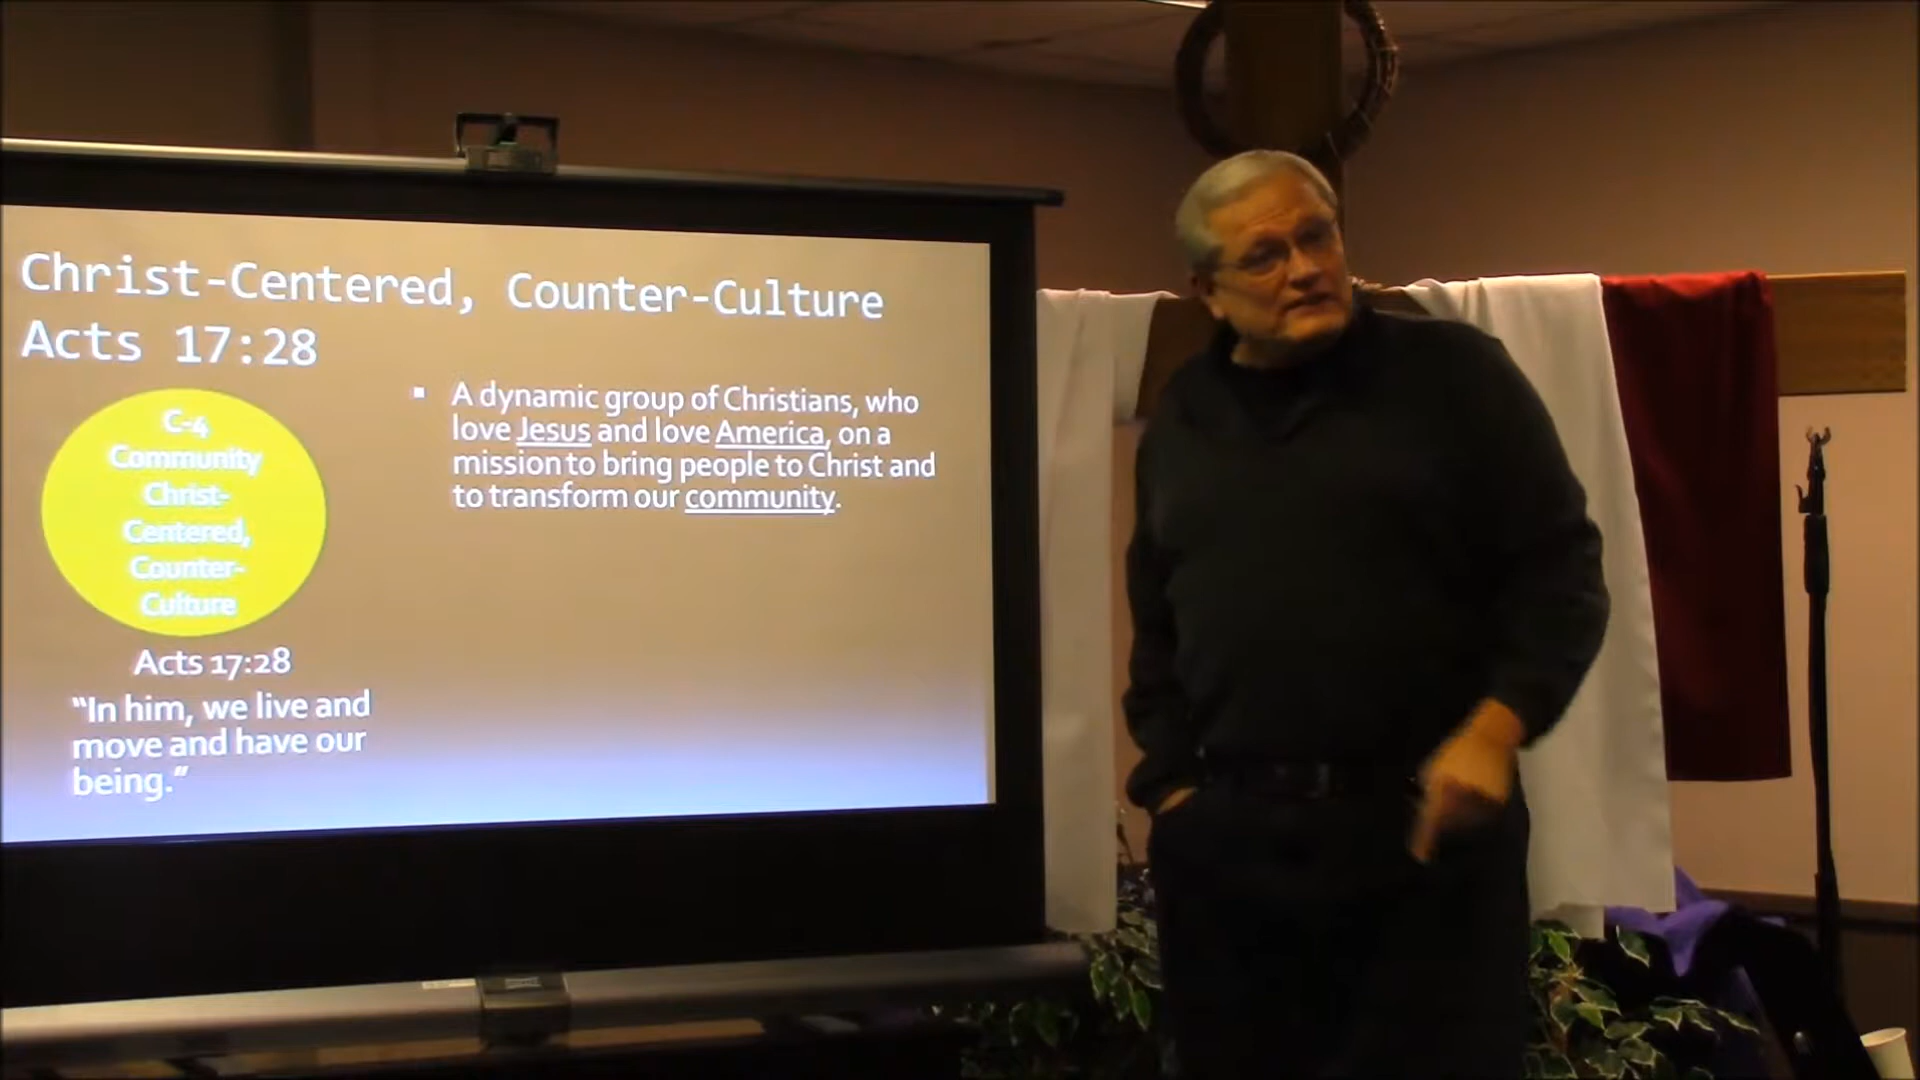 Christ-Centered, Counter-Culture
Acts 17:28
C-4
Community
Christ-
Centered,
Counter-
Culture
Acts 17:28
“In him, we live and
move and have our
being.”
▪ A dynamic group of Christians, who
love Jesus and love America, on a
mission to bring people to Christ and
to transform our community.